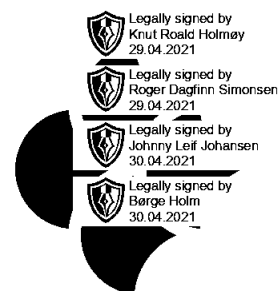 Legally signed by
Knut Roald Holmøy
29.04.2021
Legally signed by
Roger Dagfinn Simonsen
29.04.2021
Legally signed by
Johnny Leif Johansen
30.04.2021
Legally signed by
Børge Holm
30.04.2021